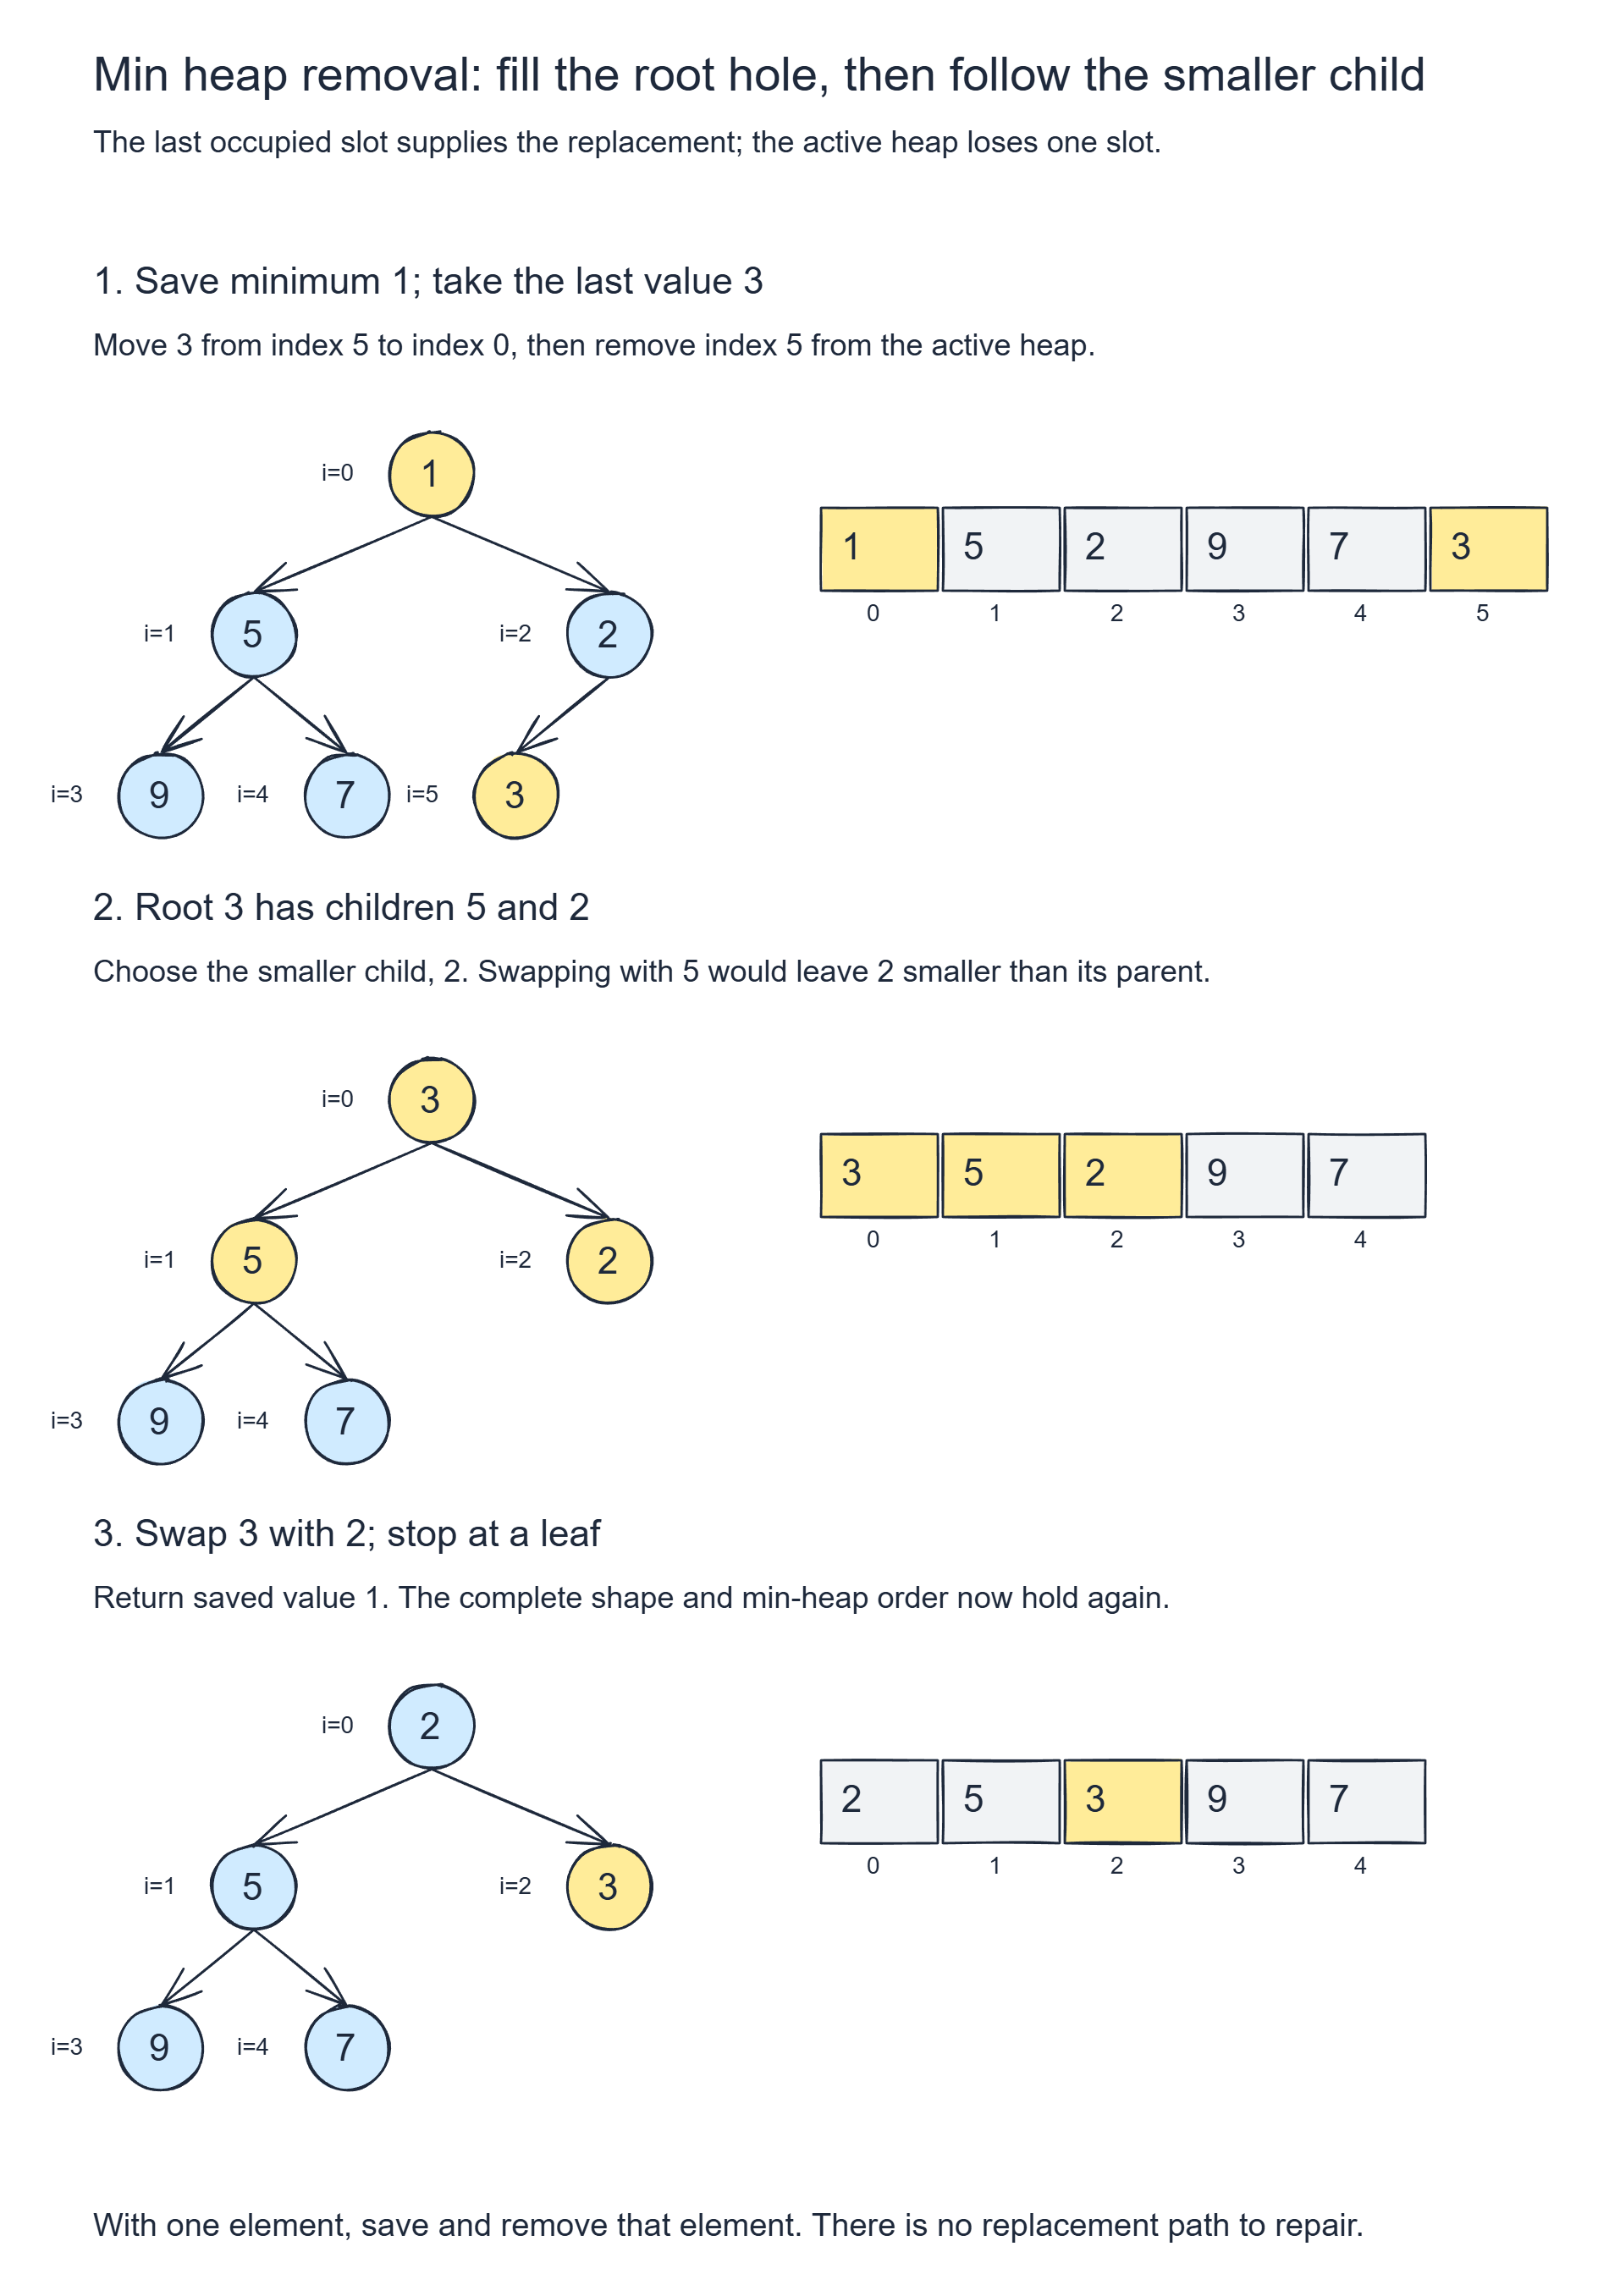 Min heap removal: fill the root hole, then follow the smaller child
The last occupied slot supplies the replacement; the active heap loses one slot.
1. Save minimum 1; take the last value 3
Move 3 from index 5 to index 0, then remove index 5 from the active heap.
i=0 1
1 5 2 9 7 3
0 1 2 3 4 5
i=1 5 i=2 2
i=3 9 i=4 7 i=5 3
2. Root 3 has children 5 and 2
Choose the smaller child, 2. Swapping with 5 would leave 2 smaller than its parent.
i=0 3
3 5 2 9 7
0 1 2 3 4
i=1 5 i=2 2
i=3 9 i=4 7
3. Swap 3 with 2; stop at a leaf
Return saved value 1. The complete shape and min-heap order now hold again.
i=0 2
2 5 3 9 7
0 1 2 3 4
i=1 5 i=2 3
i=3 9 i=4 7
With one element, save and remove that element. There is no replacement path to repair.